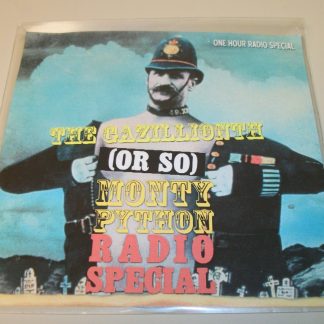 - ONE HOUR RADIO SPECIAL
THE GAZILLIONTH
(OR SO)
MONTY
PYTHON
RADIO
SPECIAL